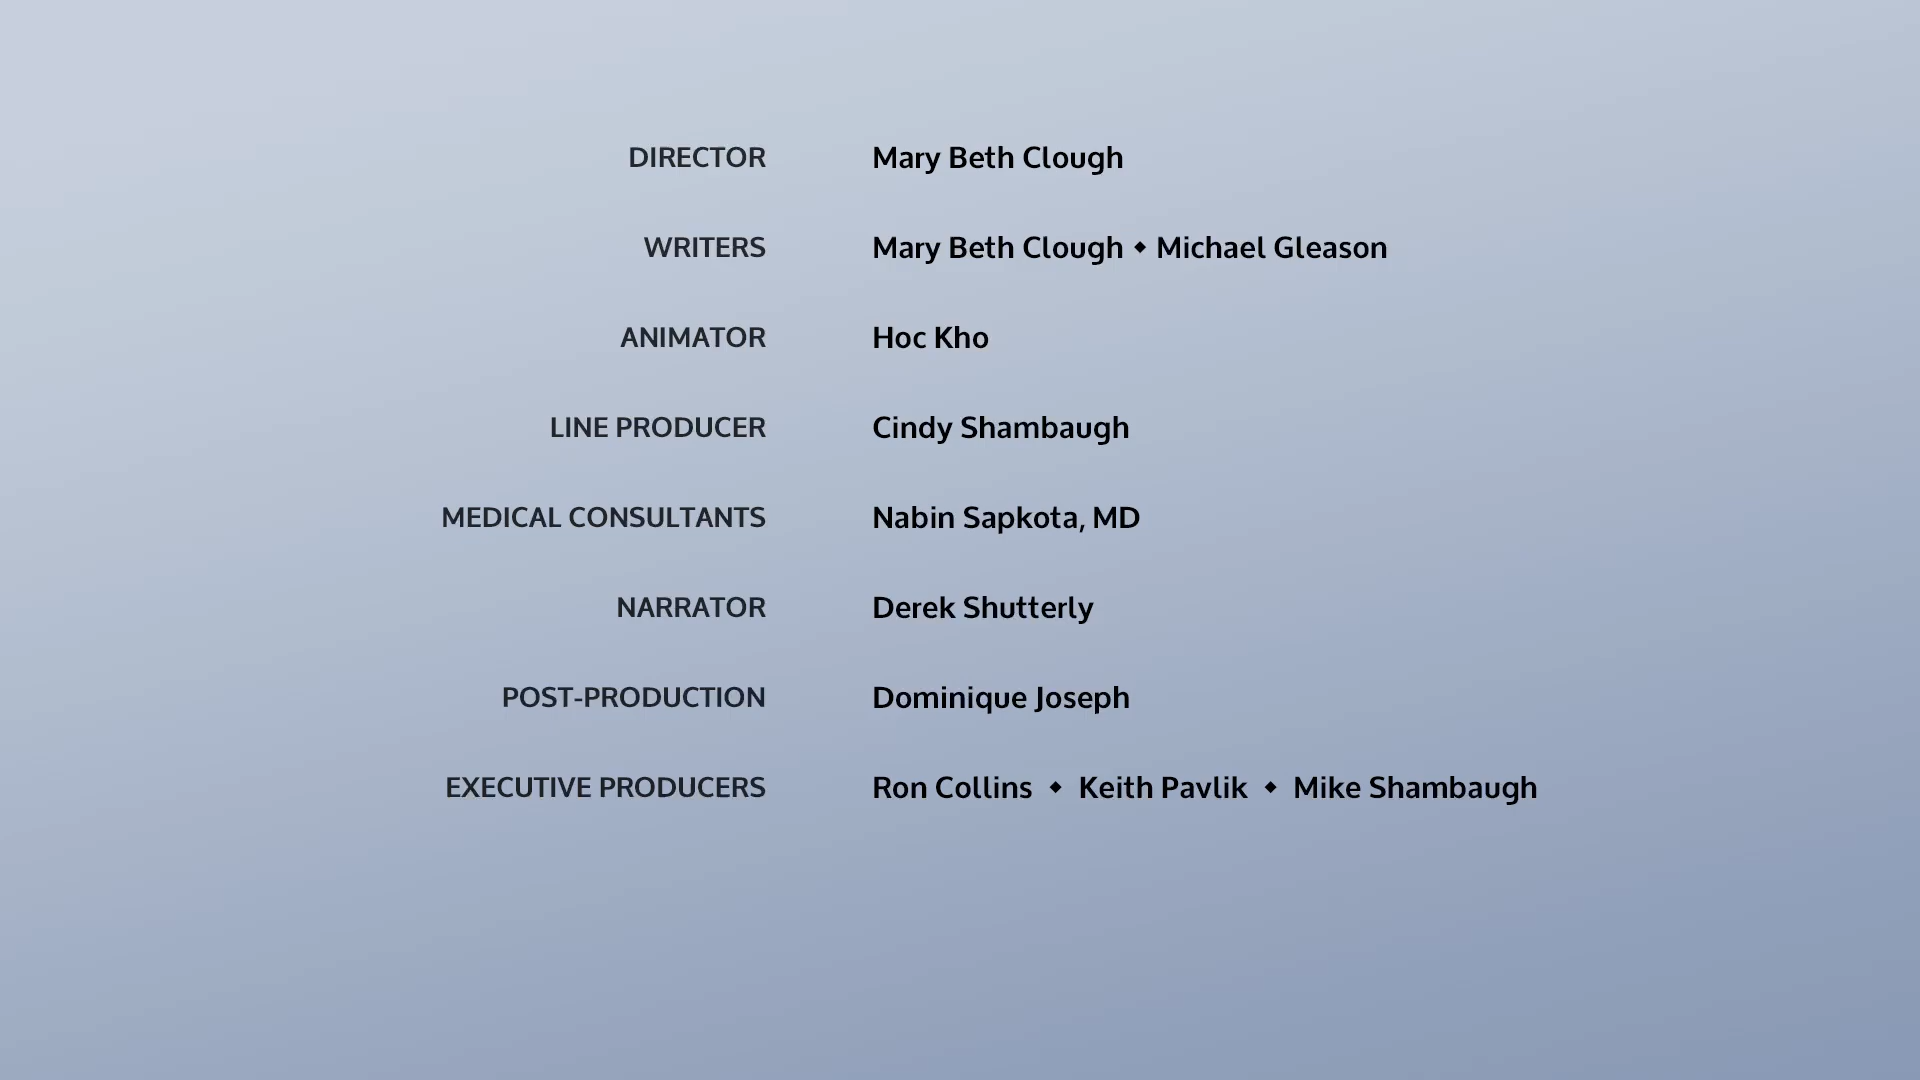 DIRECTOR Mary Beth Clough
WRITERS Mary Beth Clough ◆ Michael Gleason
ANIMATOR Hoc Kho
LINE PRODUCER Cindy Shambaugh
MEDICAL CONSULTANTS Nabin Sapkota, MD
NARRATOR Derek Shutterly
POST-PRODUCTION Dominique Joseph
EXECUTIVE PRODUCERS Ron Collins ◆ Keith Pavlik ◆ Mike Shambaugh